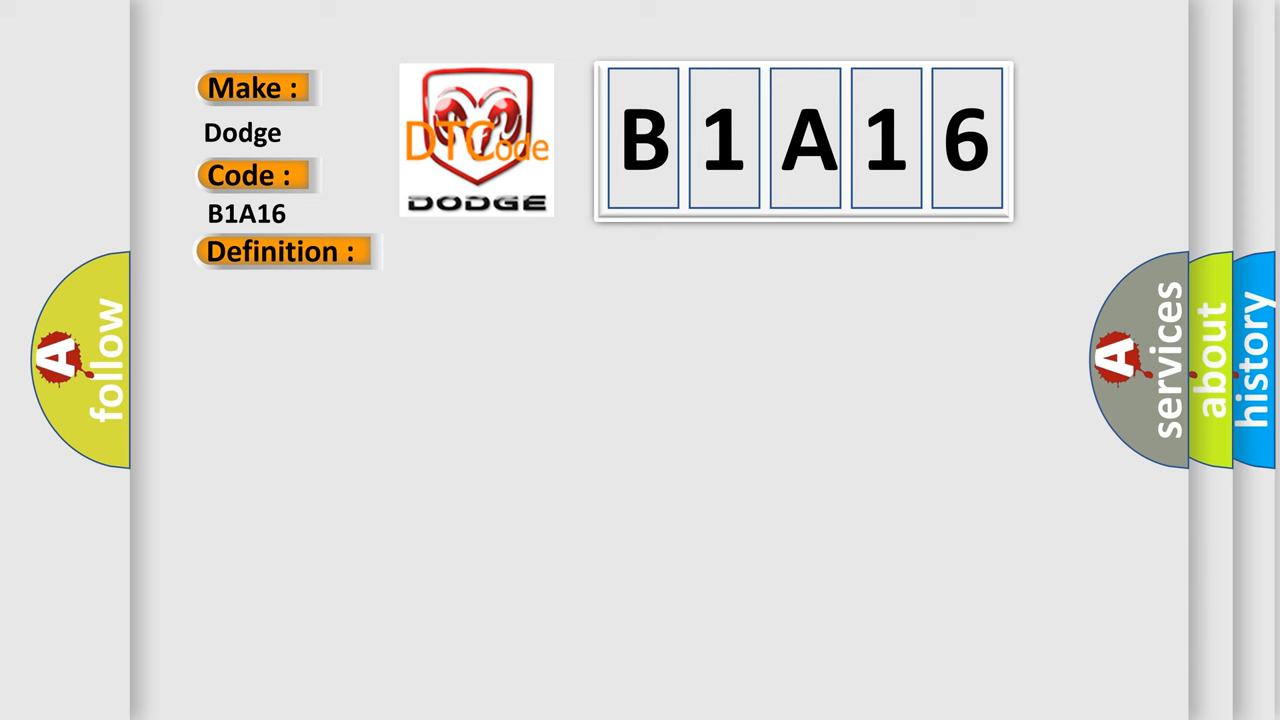 Make :
Dodge
Code :
B1A16
Definition :
DTCode
DODGE
B 1 A 1 6
A follow
A services
about
history